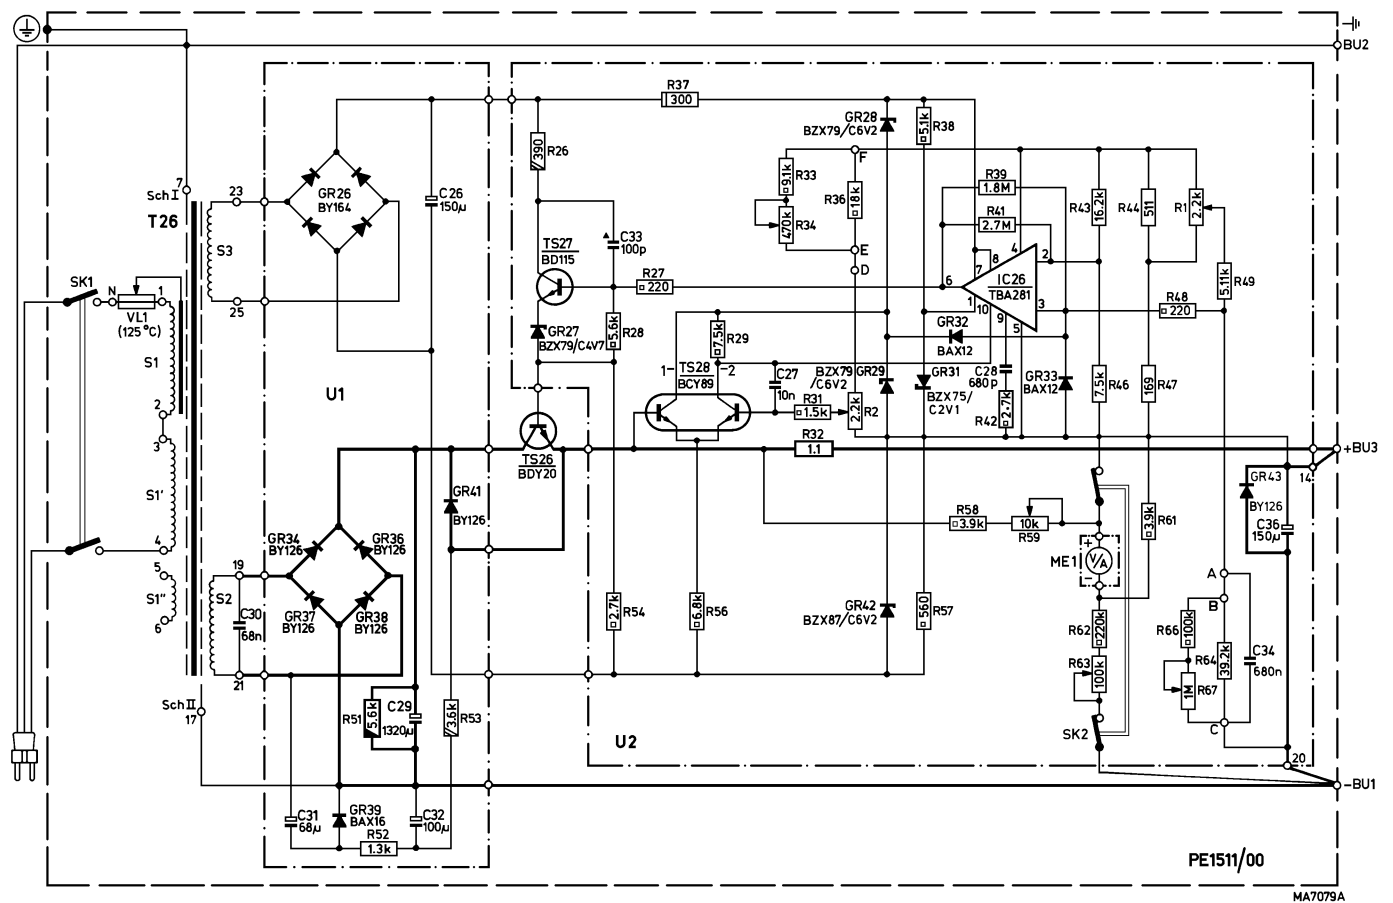 BU2
R37
300
GR28
BZX79/C6V2
5.1k
R38
390
R26
F
9.1k
R33
R36
18k
470k
R34
E
D
R39
1.8M
R41
2.7M
R43
16.2k
R44
511
R1
2.2k
Sch I
7
T26
23
S3
25
GR26
BY164
C26
150µ
C33
100p
TS27
BD115
R27
220
GR27
BZX79/C4V7
5.6k
R28
6
7
8
4
2
3
1
10
9
5
IC26
TBA281
R48
220
5.11k
R49
SK1
N
1
VL1
(125°C)
S1
2
3
S1'
4
5
S1''
6
U1
7.5k
R29
1-
TS28
-2
BCY89
C27
10n
R31
1.5k
BZX79
/C6V2
GR29
2.2k
R2
GR32
BAX12
GR31
BZX75/
C2V1
C28
680p
R42
2.7k
GR33
BAX12
7.5k
R46
169
R47
TS26
BDY20
R32
1.1
+BU3
14
GR41
BY126
GR43
BY126
C36
150µ
R58
3.9k
10k
R59
3.9k
R61
ME1
+
V/A
−
GR34
BY126
GR36
BY126
GR37
BY126
GR38
BY126
19
S2
C30
68n
21
2.7k
R54
6.8k
R56
GR42
BZX87/C6V2
560
R57
R62
220k
R63
100k
A
B
R66
100k
R64
39.2k
1M
R67
C34
680n
C
Sch II
17
R51
5.6k
C29
1320µ
3.6k
R53
U2
SK2
20
-BU1
C31
68µ
GR39
BAX16
R52
1.3k
C32
100µ
PE1511/00
MA7079A